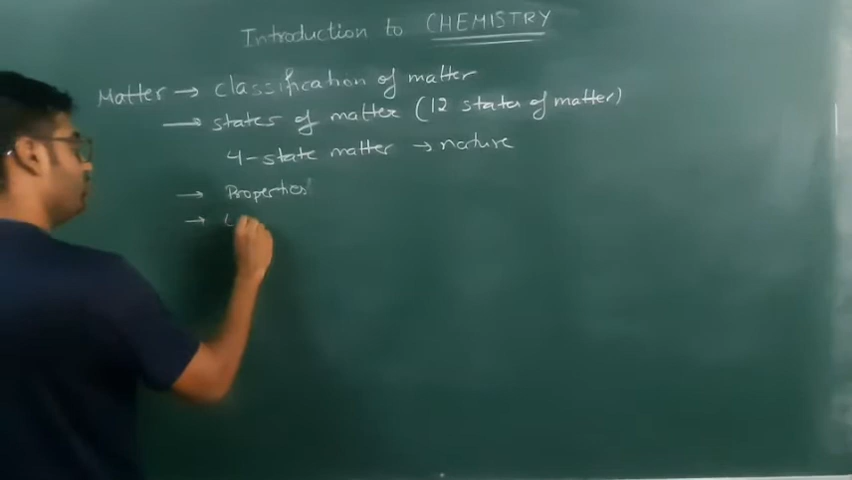 Introduction to CHEMISTRY
Matter → classification of matter
→ states of matter (12 states of matter)
4-state matter → nature
→ Properties
→